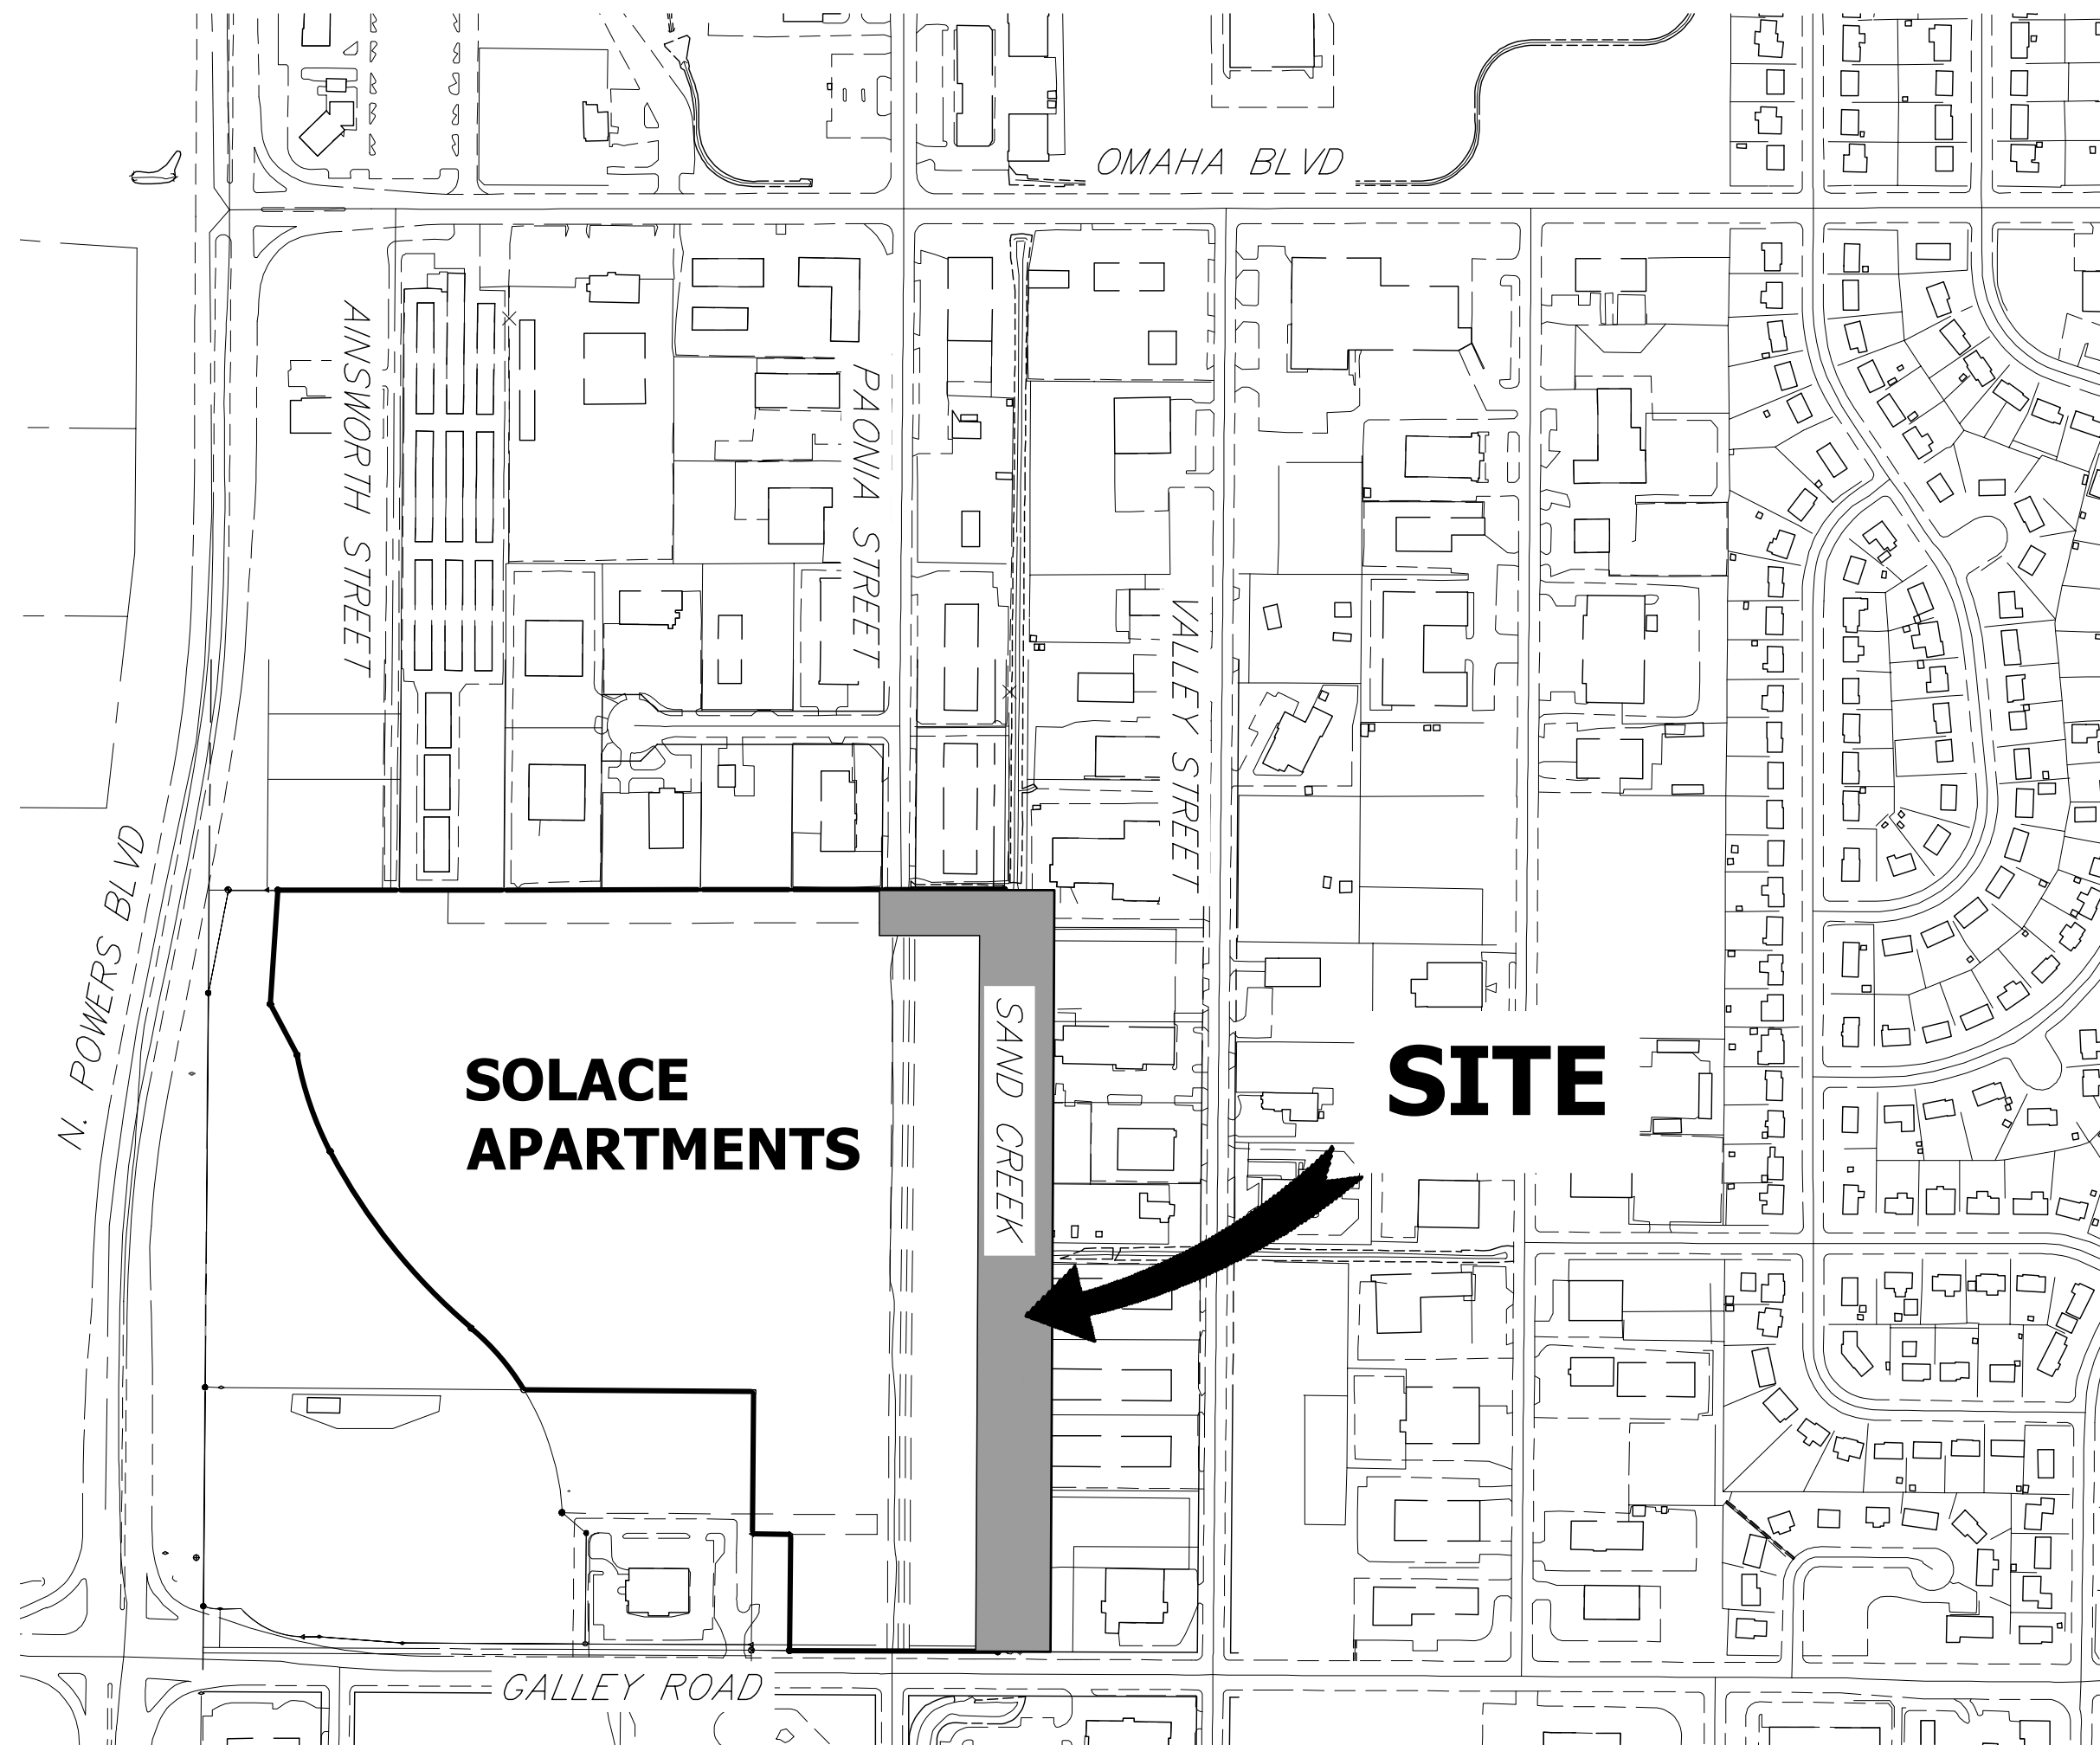 OMAHA BLVD
AINSWORTH STREET
PAONIA STREET
VALLEY STREET
N. POWERS BLVD
SAND CREEK
SITE
SOLACE
APARTMENTS
GALLEY ROAD